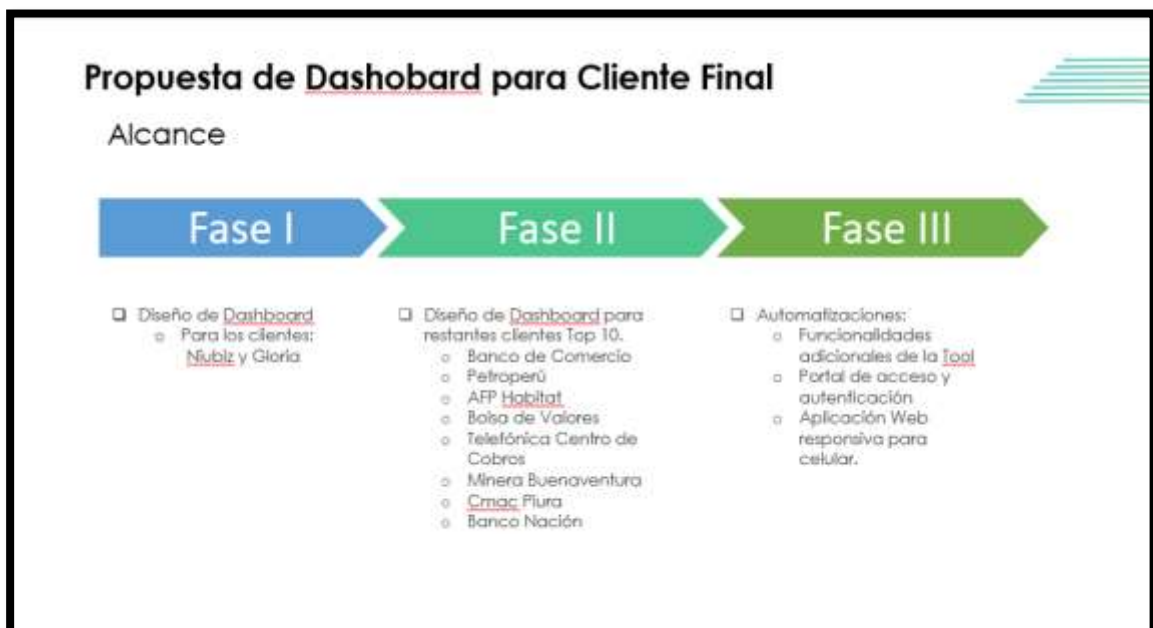 Propuesta de Dashobard para Cliente Final
Alcance
Fase I
Fase II
Fase III
❑ Diseño de Dashboard
o Para los clientes:
Niubiz y Gloria
❑ Diseño de Dashboard para
restantes clientes Top 10.
o Banco de Comercio
o Petroperú
o AFP Habitat
o Bolsa de Valores
o Telefónica Centro de
Cobros
o Minera Buenaventura
o Cmac Piura
o Banco Nación
❑ Automatizaciones:
o Funcionalidades
adicionales de la Tool
o Portal de acceso y
autenticación
o Aplicación Web
responsiva para
celular.